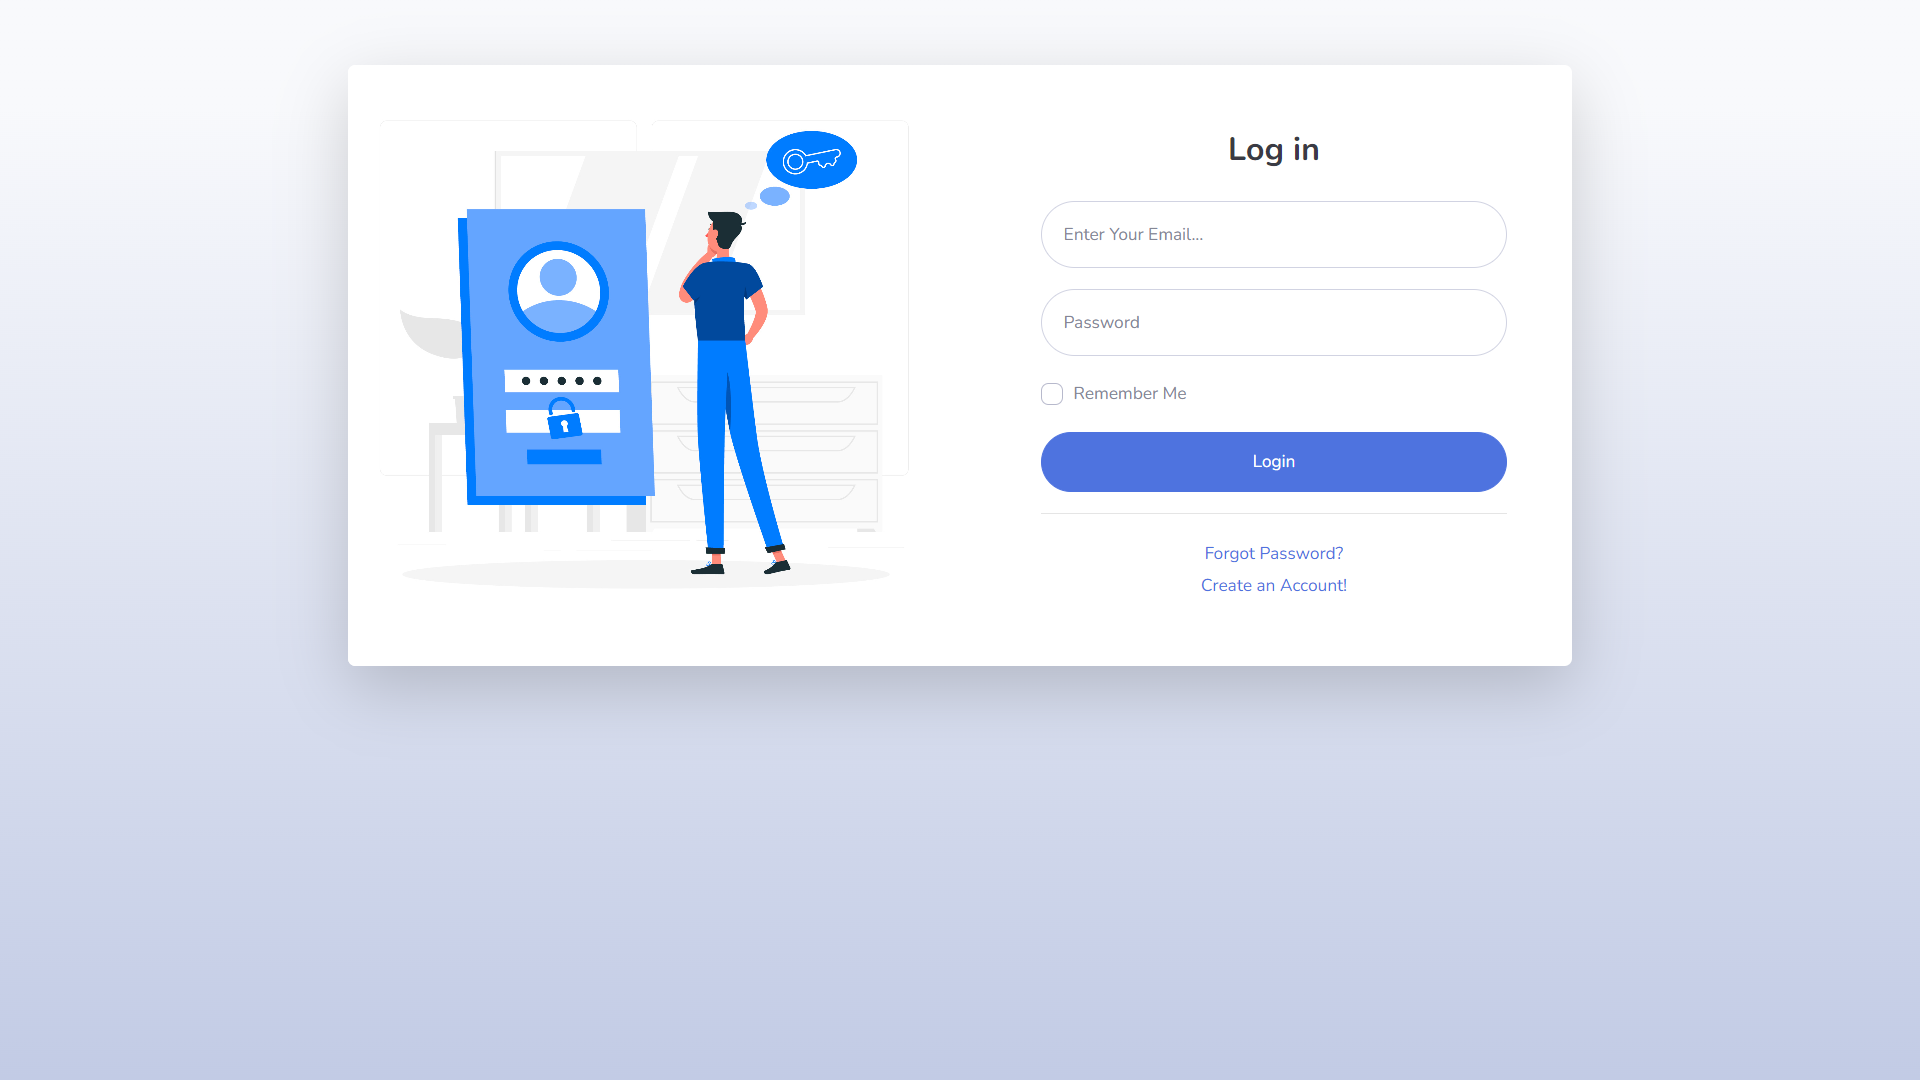 Log in
Enter Your Email...
Password
Remember Me
Login
Forgot Password?
Create an Account!